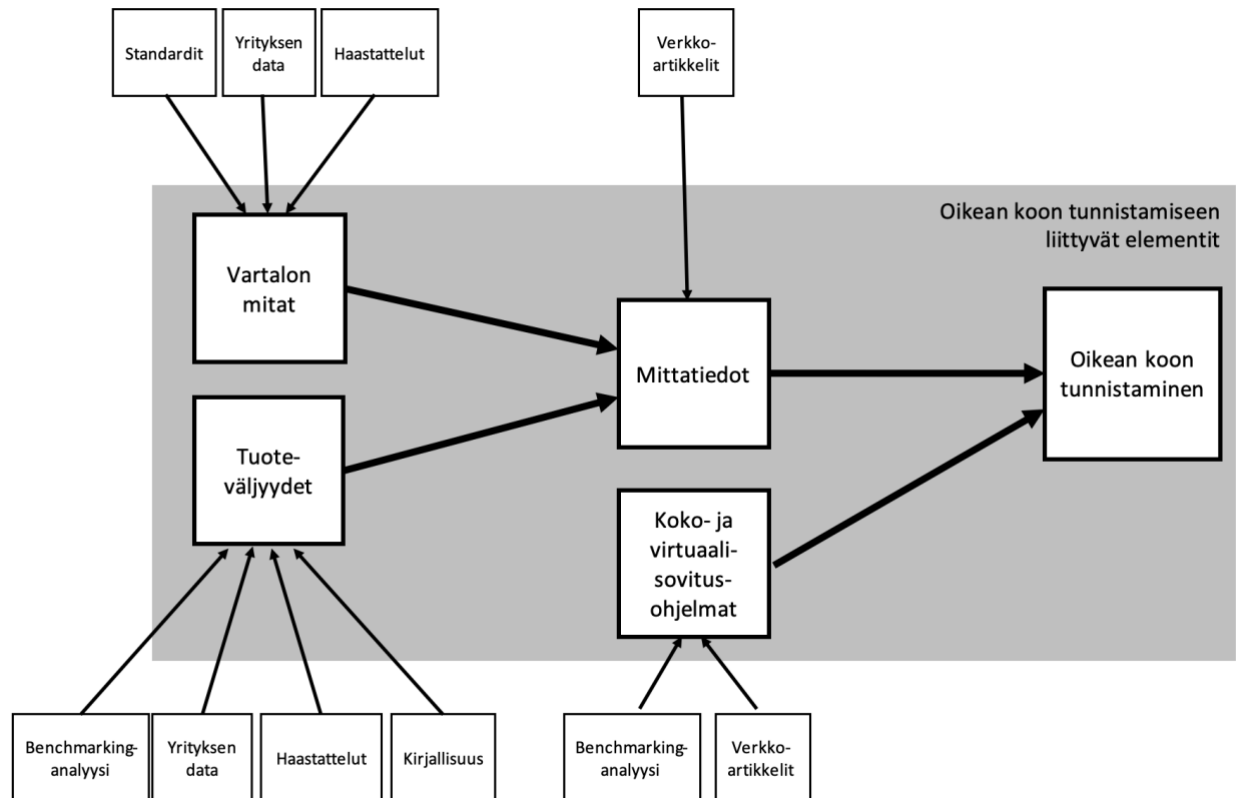 Standardit
Yrityksen
data
Haastattelut
Verkko-
artikkelit
Oikean koon tunnistamiseen
liittyvät elementit
Vartalon
mitat
Mittatiedot
Oikean koon
tunnistaminen
Tuote-
väljyydet
Koko- ja
virtuaali-
sovitus-
ohjelmat
Benchmarking-
analyysi
Yrityksen
data
Haastattelut
Kirjallisuus
Benchmarking-
analyysi
Verkko-
artikkelit